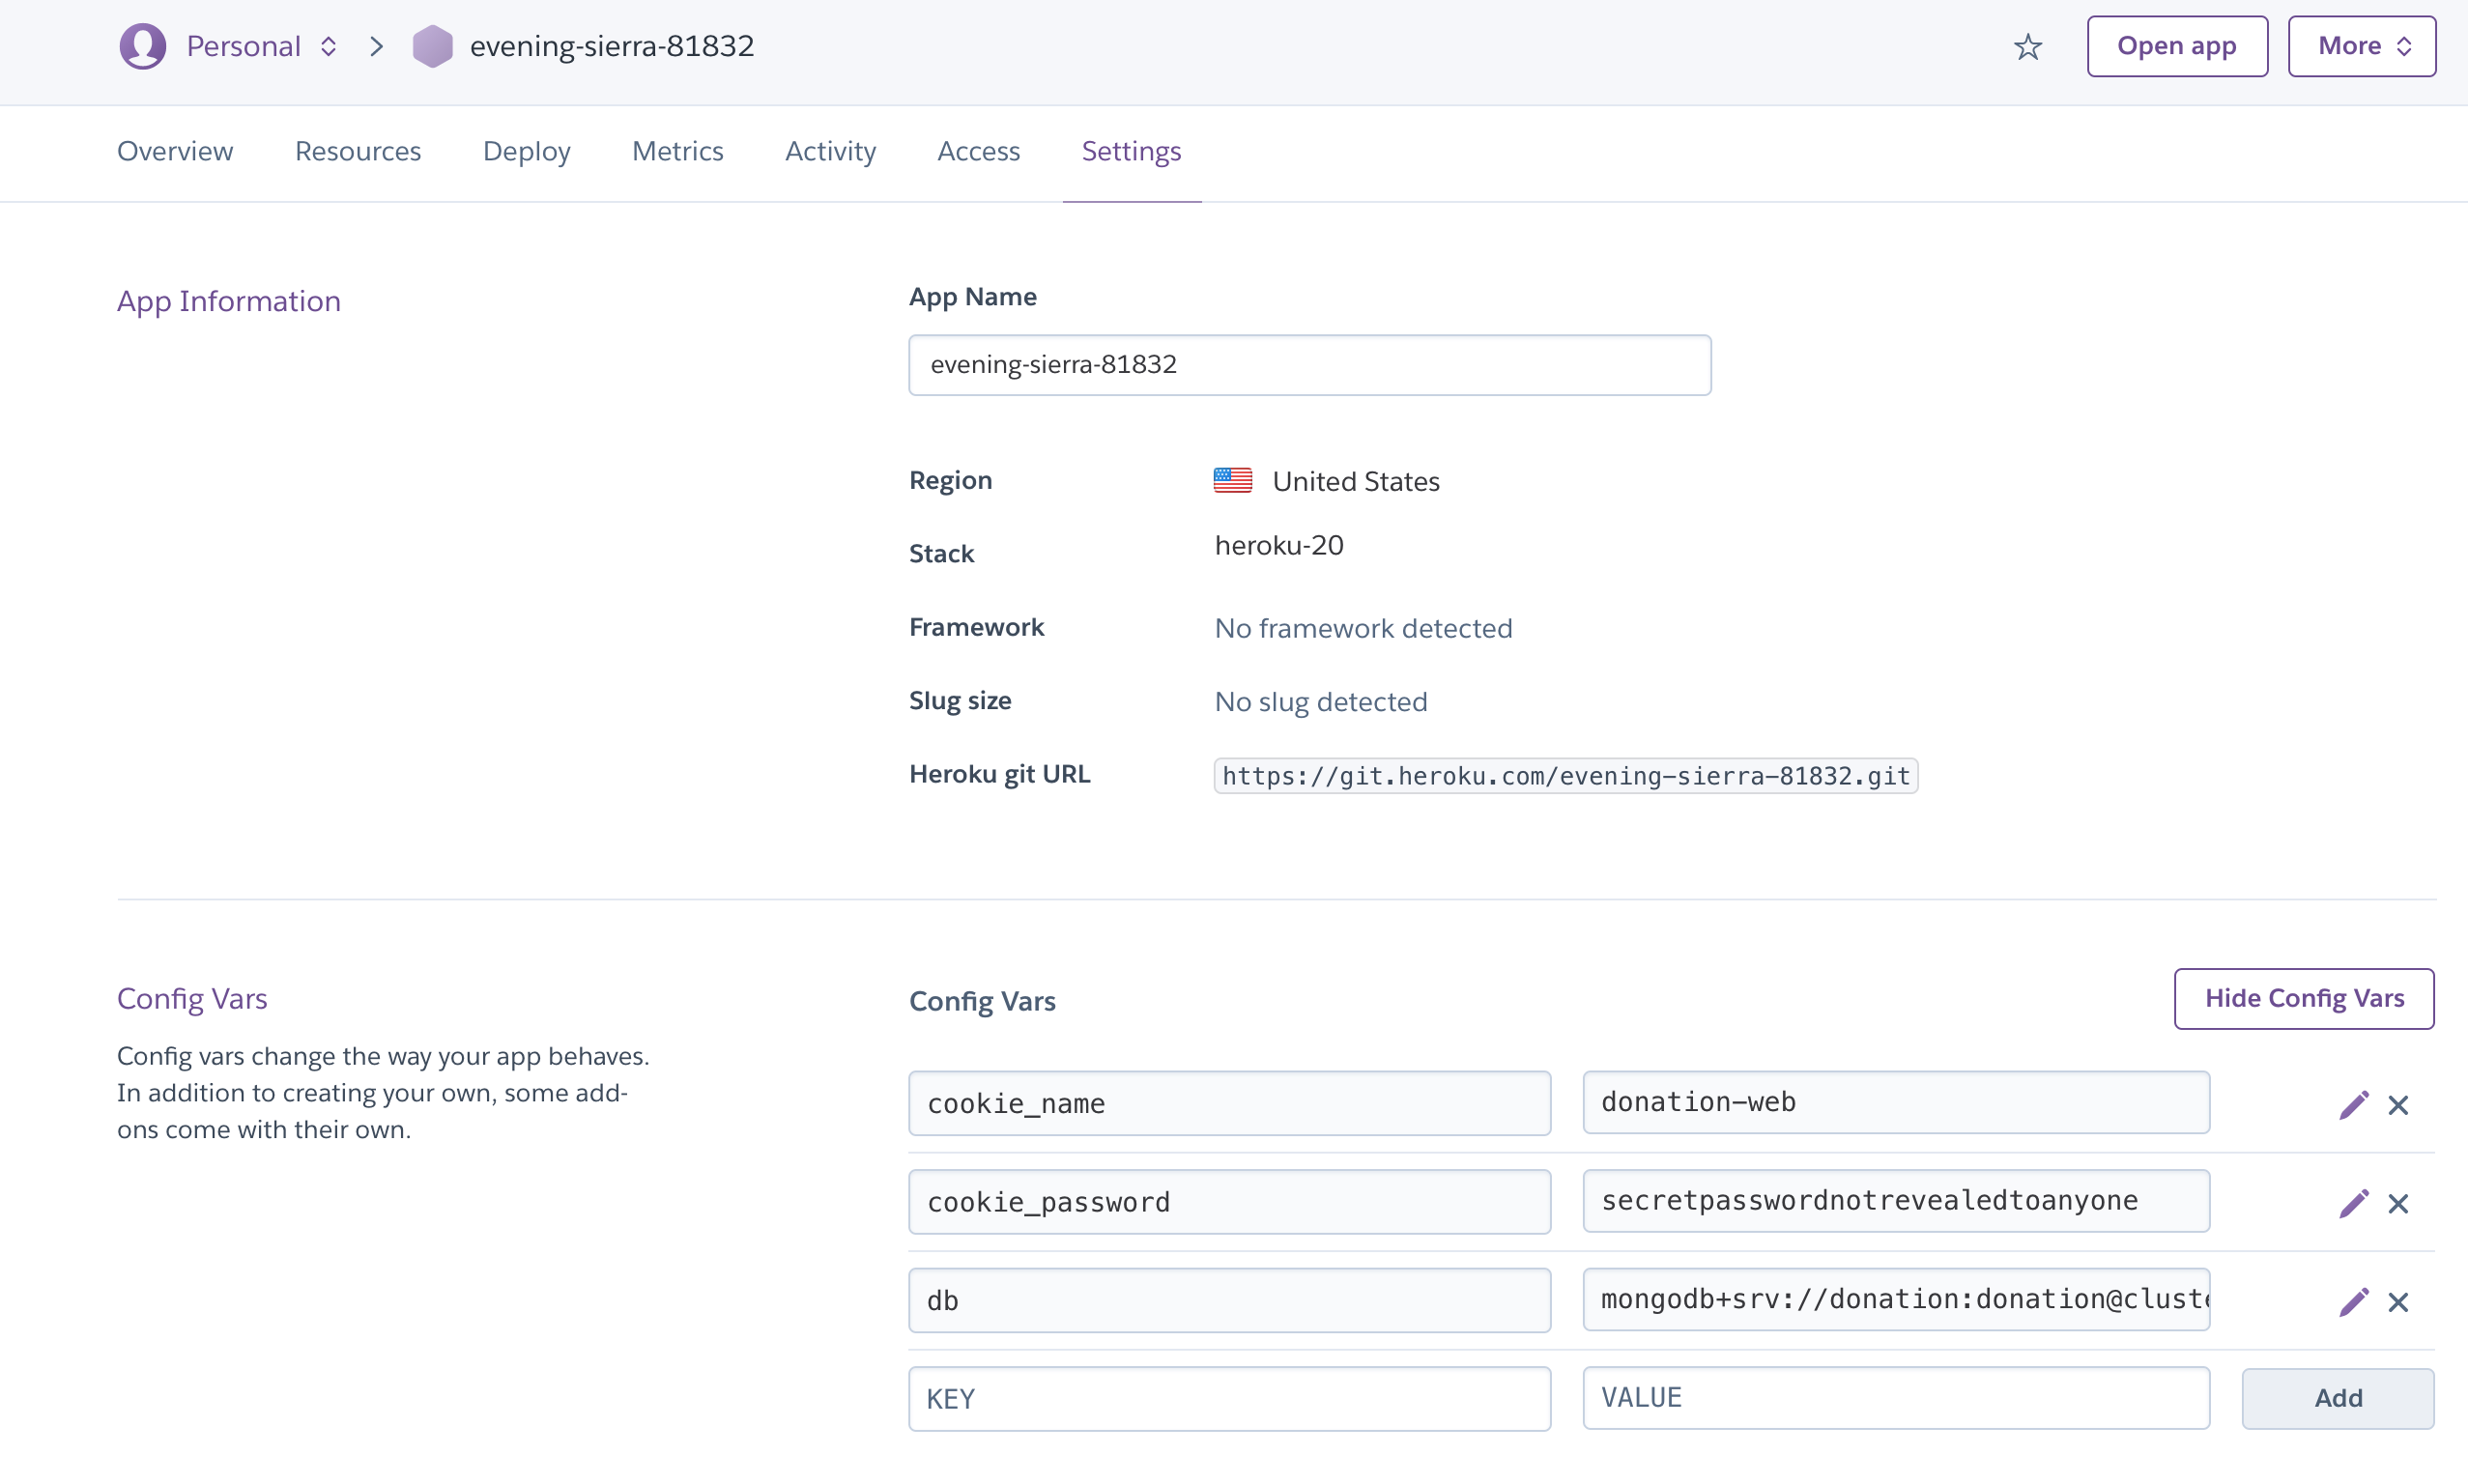 Personal > evening-sierra-81832 Open app More
Overview Resources Deploy Metrics Activity Access Settings
App Information
App Name
evening-sierra-81832
Region United States
Stack heroku-20
Framework No framework detected
Slug size No slug detected
Heroku git URL https://git.heroku.com/evening-sierra-81832.git
Config Vars
Config vars change the way your app behaves.
In addition to creating your own, some add-
ons come with their own.
Config Vars Hide Config Vars
cookie_name donation-web
cookie_password secretpasswordnotrevealedtoanyone
db mongodb+srv://donation:donation@cluste
KEY VALUE Add